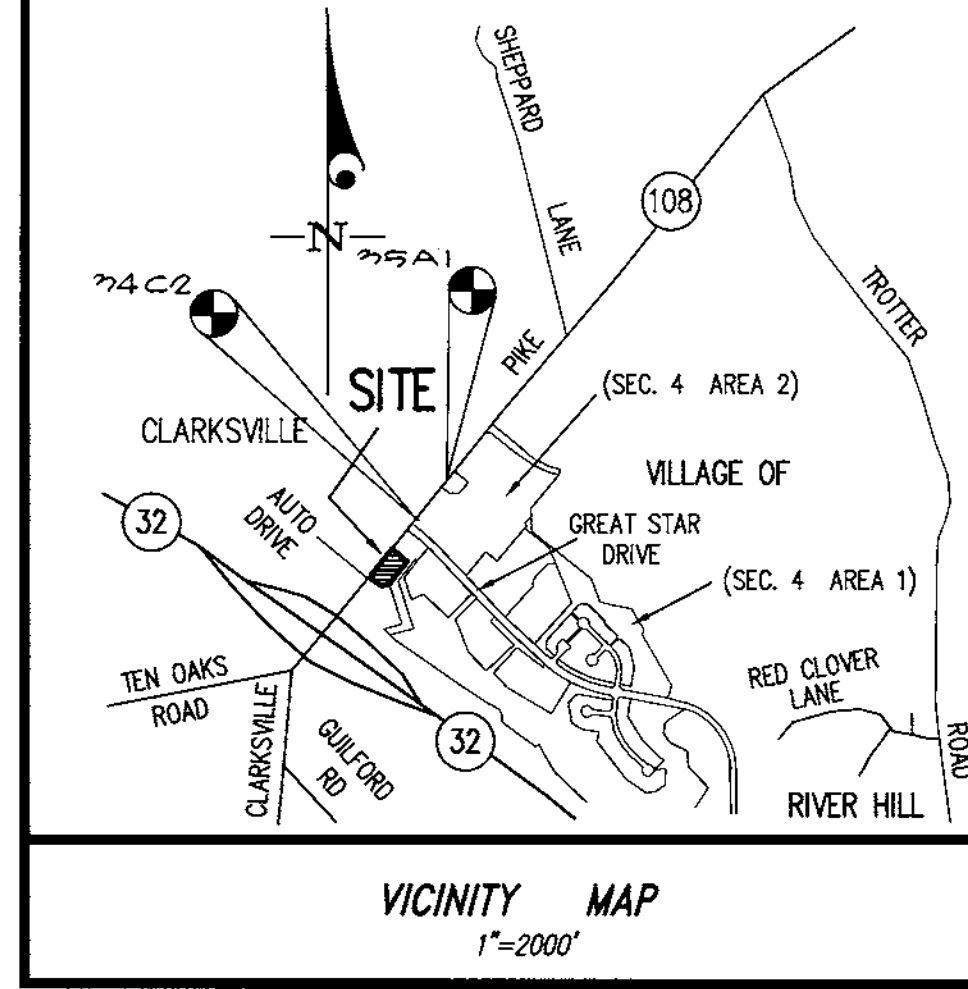 SHEPPARD
LANE
108
N
35A1
34C2
PIKE
TROTTER
SITE
(SEC. 4 AREA 2)
CLARKSVILLE
VILLAGE OF
AUTO
DRIVE
32
GREAT STAR
DRIVE
(SEC. 4 AREA 1)
TEN OAKS
ROAD
RED CLOVER
LANE
CLARKSVILLE
GUILFORD
RD
32
ROAD
RIVER HILL
VICINITY MAP
1"=2000'